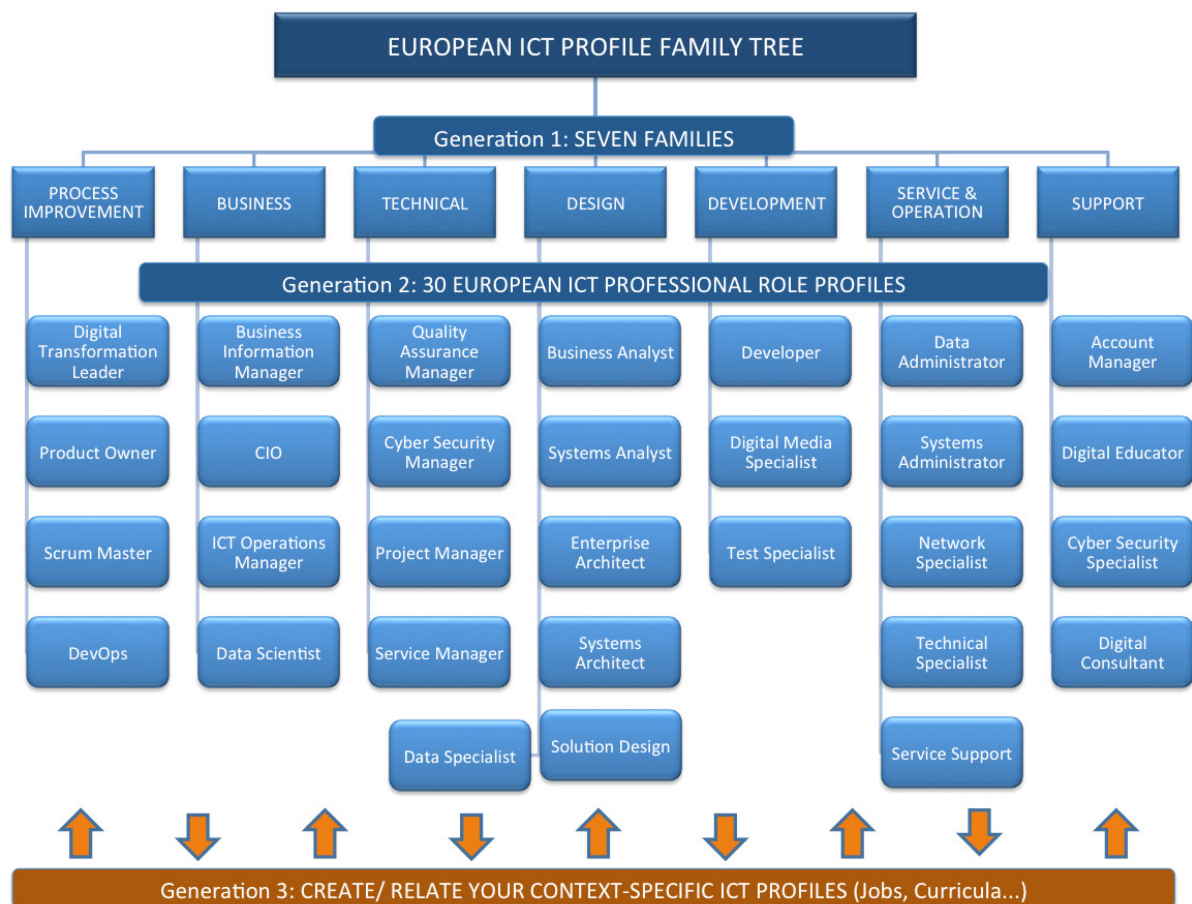 EUROPEAN ICT PROFILE FAMILY TREE
Generation 1: SEVEN FAMILIES
PROCESS
IMPROVEMENT
BUSINESS
TECHNICAL
DESIGN
DEVELOPMENT
SERVICE &
OPERATION
SUPPORT
Generation 2: 30 EUROPEAN ICT PROFESSIONAL ROLE PROFILES
Digital
Transformation
Leader
Business
Information
Manager
Quality
Assurance
Manager
Business Analyst
Developer
Data
Administrator
Account
Manager
Product Owner
CIO
Cyber Security
Manager
Systems Analyst
Digital Media
Specialist
Systems
Administrator
Digital Educator
Scrum Master
ICT Operations
Manager
Project Manager
Enterprise
Architect
Test Specialist
Network
Specialist
Cyber Security
Specialist
DevOps
Data Scientist
Service Manager
Systems
Architect
Technical
Specialist
Digital
Consultant
Data Specialist
Solution Design
Service Support
Generation 3: CREATE/ RELATE YOUR CONTEXT-SPECIFIC ICT PROFILES (Jobs, Curricula...)